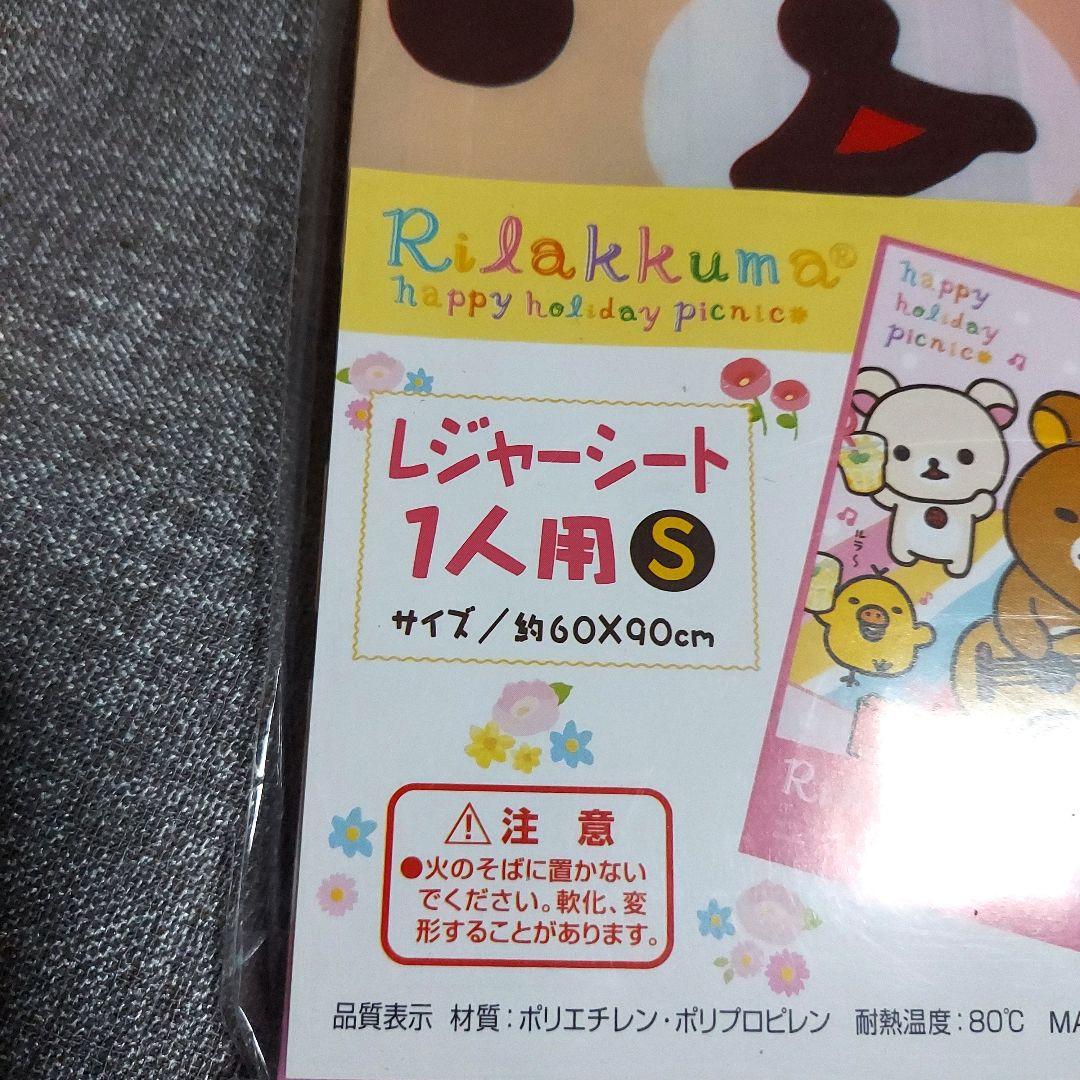 Rilakkuma®
happy holiday picnic
happy
holiday
picnic
レジャーシート
1人用 S
サイズ/約60X90cm
ルラ〜
注 意
●火のそばに置かない
でください。軟化、変
形することがあります。
品質表示 材質:ポリエチレン・ポリプロピレン 耐熱温度:80℃ MA